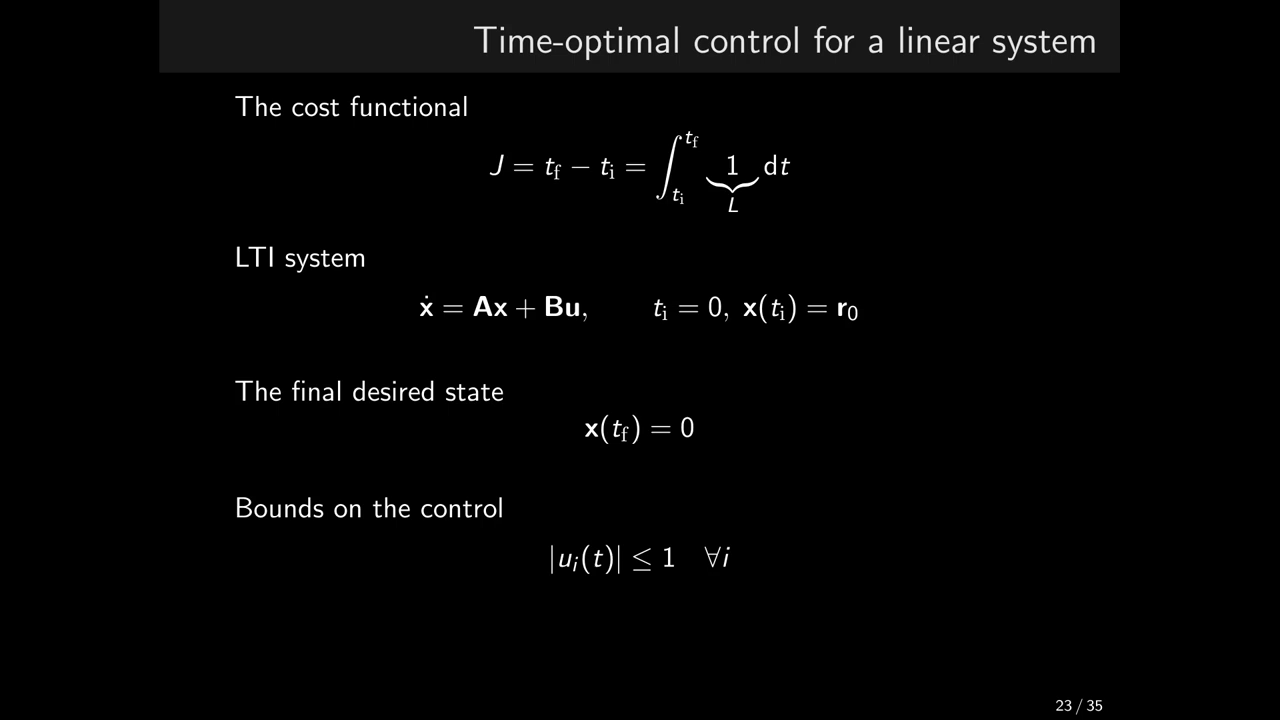 Time-optimal control for a linear system
The cost functional
J = t_f − t_i = ∫_{t_i}^{t_f} \underbrace{1}_{L} dt
LTI system
ẋ = Ax + Bu, t_i = 0, x(t_i) = r_0
The final desired state
x(t_f) = 0
Bounds on the control
|u_i(t)| ≤ 1 ∀i
23 / 35